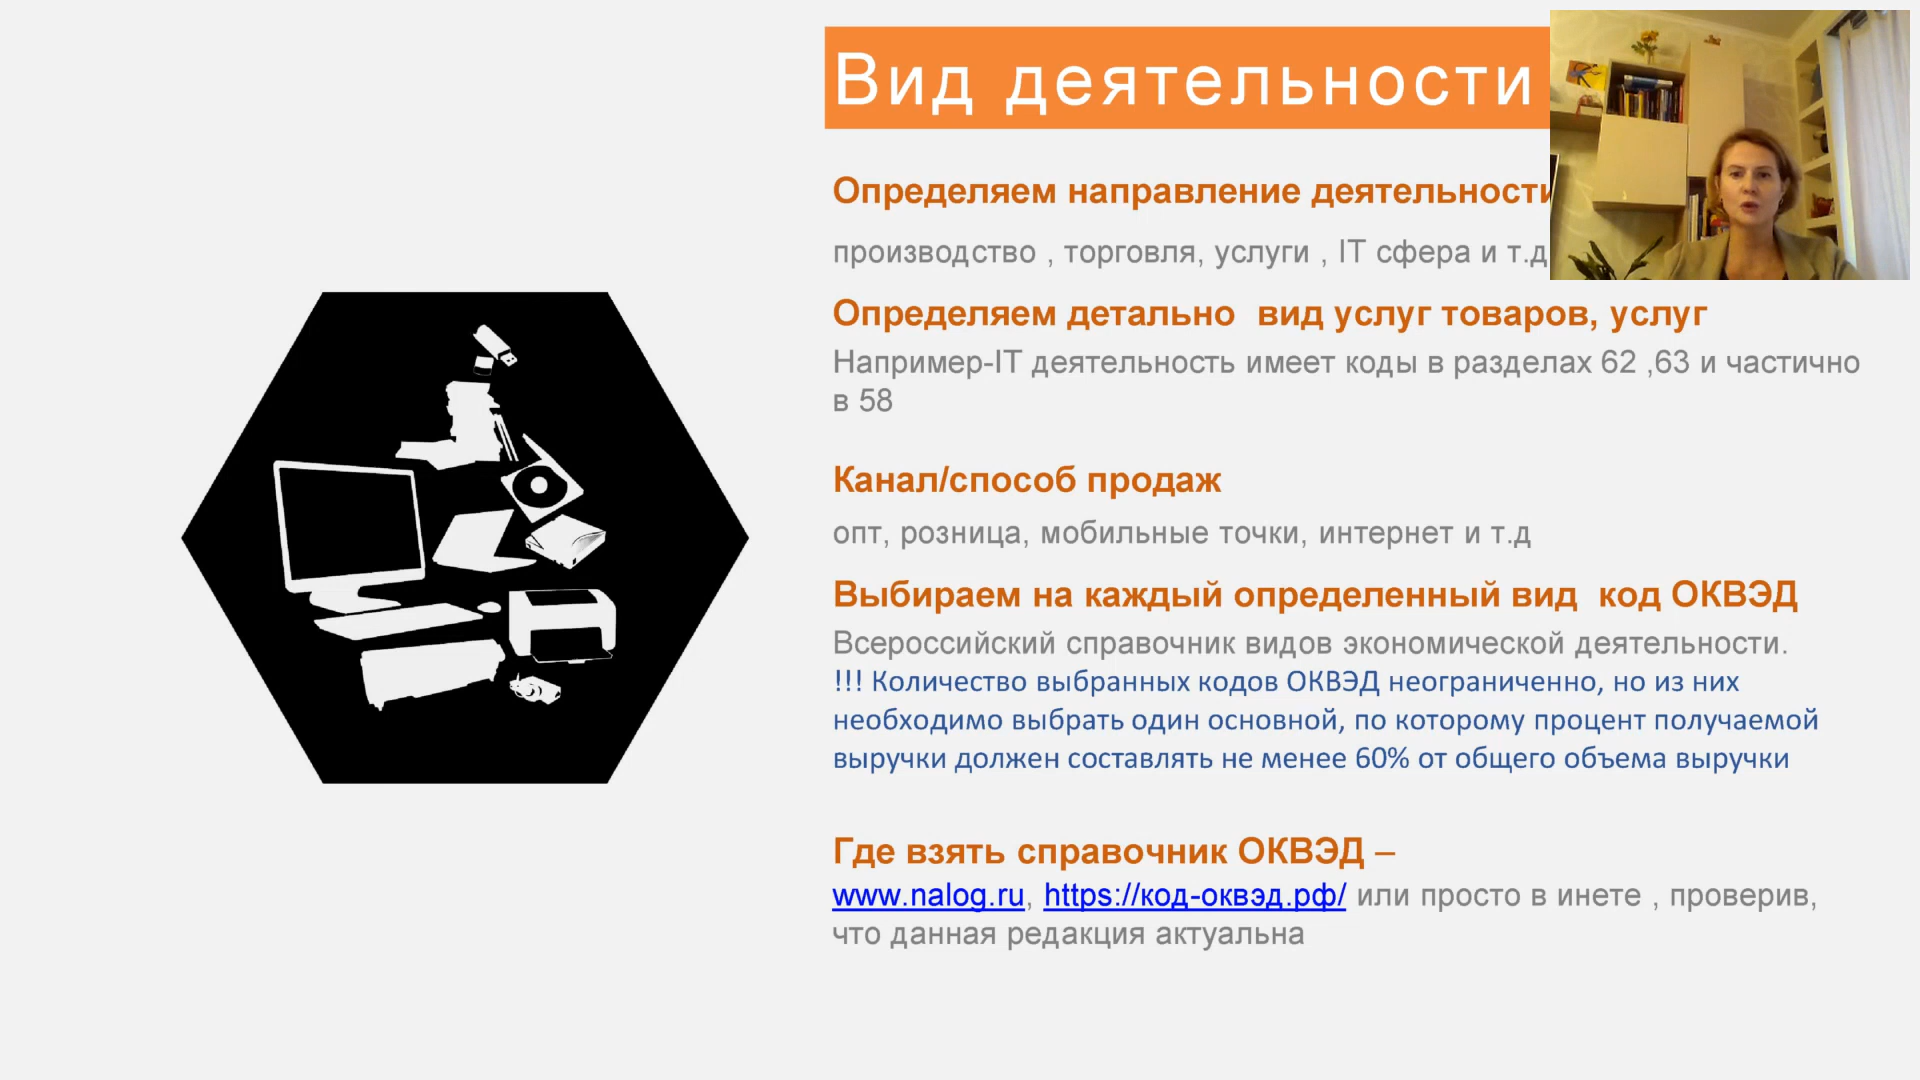 Вид деятельности
Определяем направление деятельности
производство , торговля, услуги , IT сфера и т.д
Определяем детально  вид услуг товаров, услуг
Например-IT деятельность имеет коды в разделах 62 ,63 и частично
в 58
Канал/способ продаж
опт, розница, мобильные точки, интернет и т.д
Выбираем на каждый определенный вид  код ОКВЭД
Всероссийский справочник видов экономической деятельности.
!!! Количество выбранных кодов ОКВЭД неограниченно, но из них
необходимо выбрать один основной, по которому процент получаемой
выручки должен составлять не менее 60% от общего объема выручки
Где взять справочник ОКВЭД –
www.nalog.ru, https://код-оквэд.рф/ или просто в инете , проверив,
что данная редакция актуальна